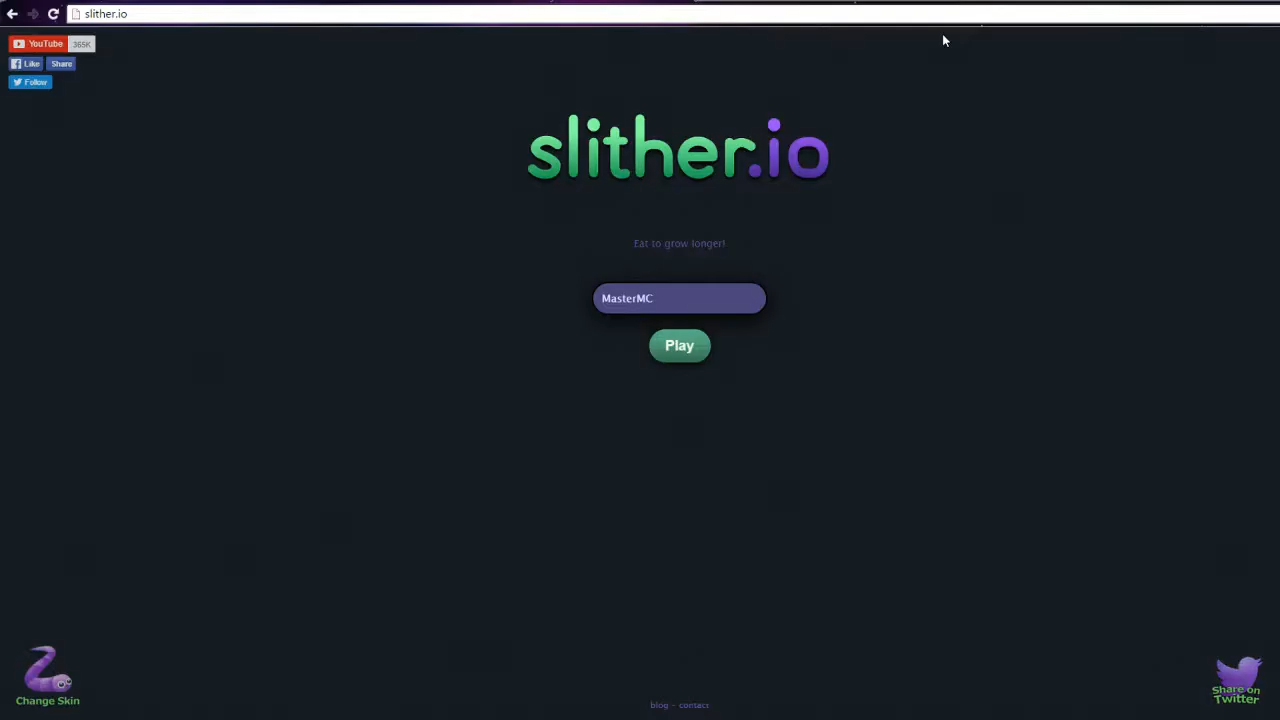 slither.io
YouTube 365K
Like Share
Follow
slither.io
Eat to grow longer!
MasterMC
Play
Change Skin
blog - contact
Share on
Twitter